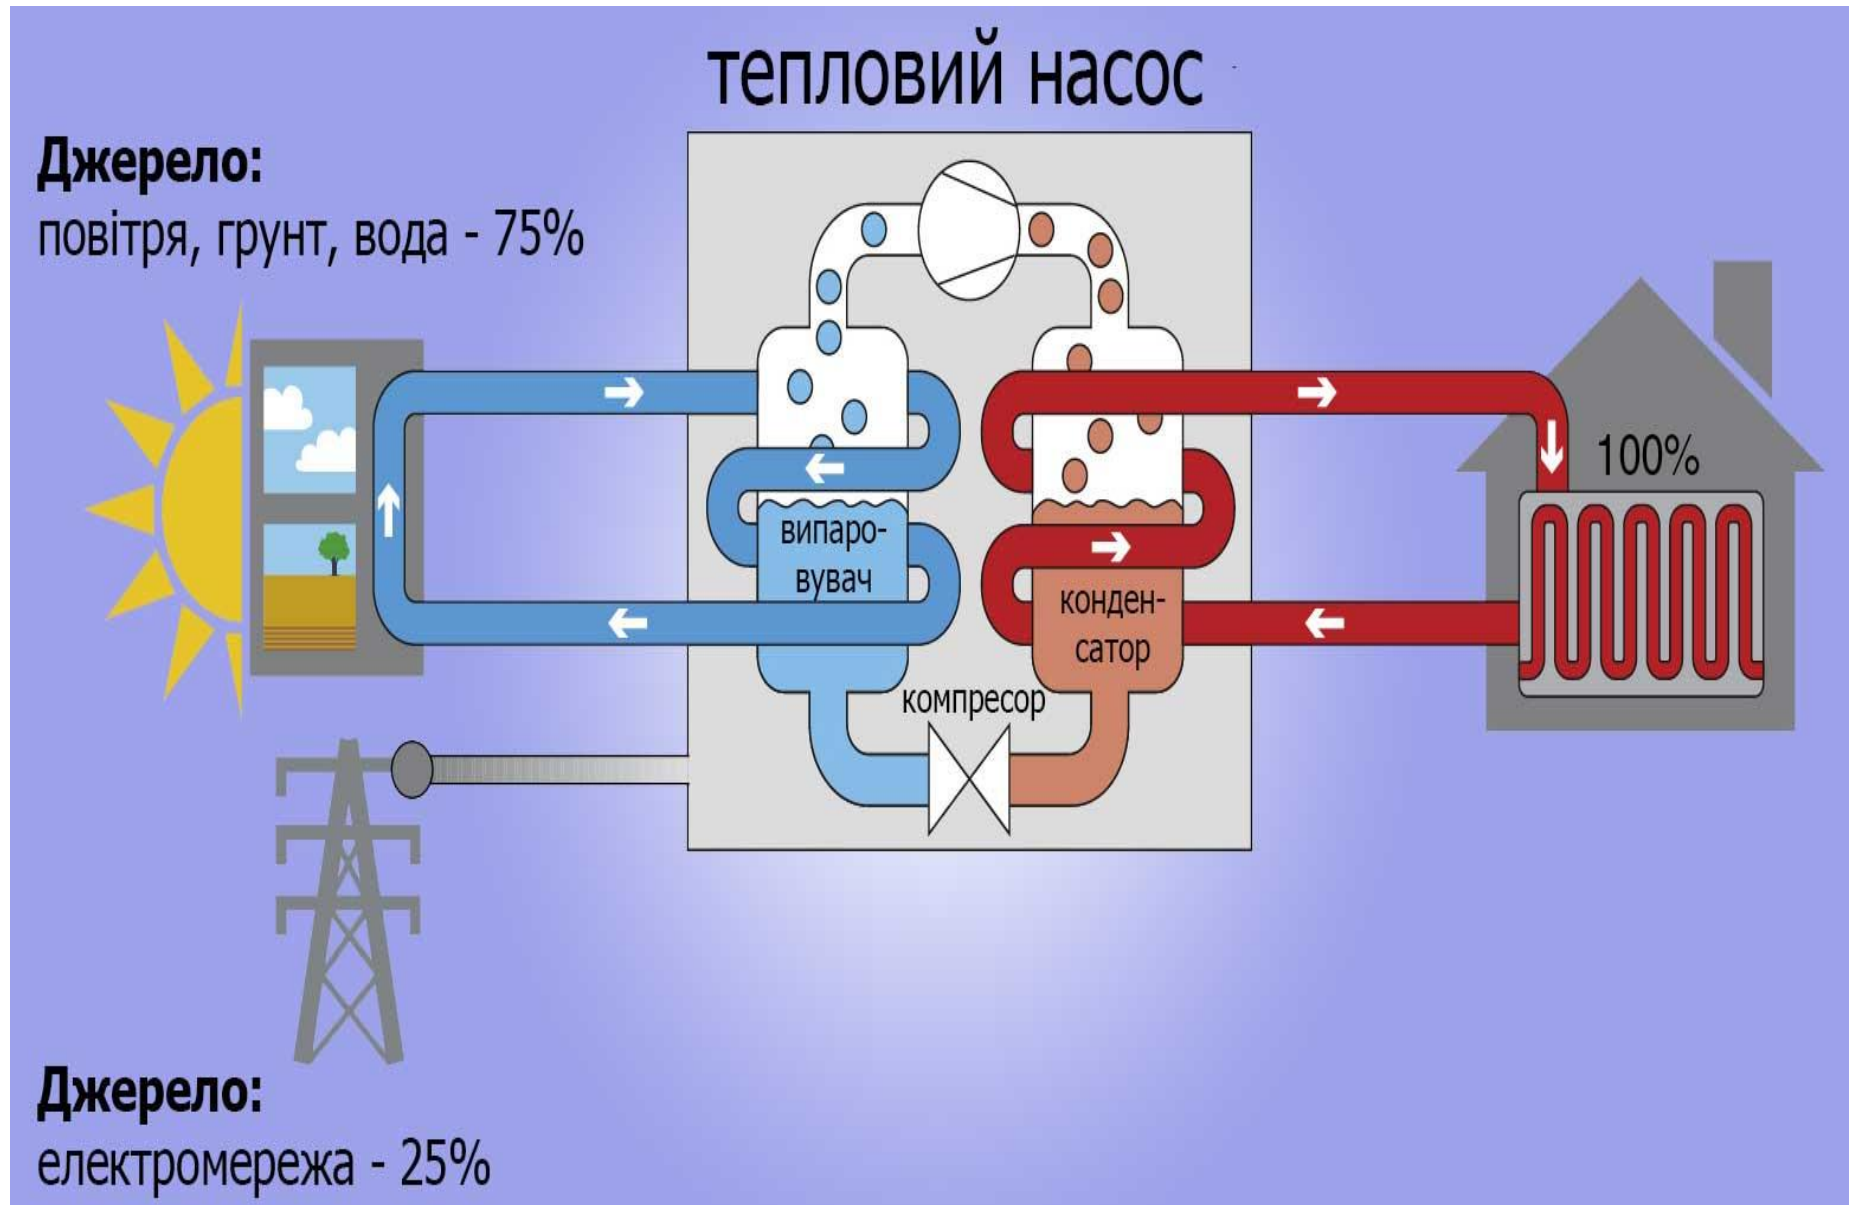 тепловий насос
Джерело:
повітря, грунт, вода - 75%
випаро-
вувач
конден-
сатор
компресор
100%
Джерело:
електромережа - 25%